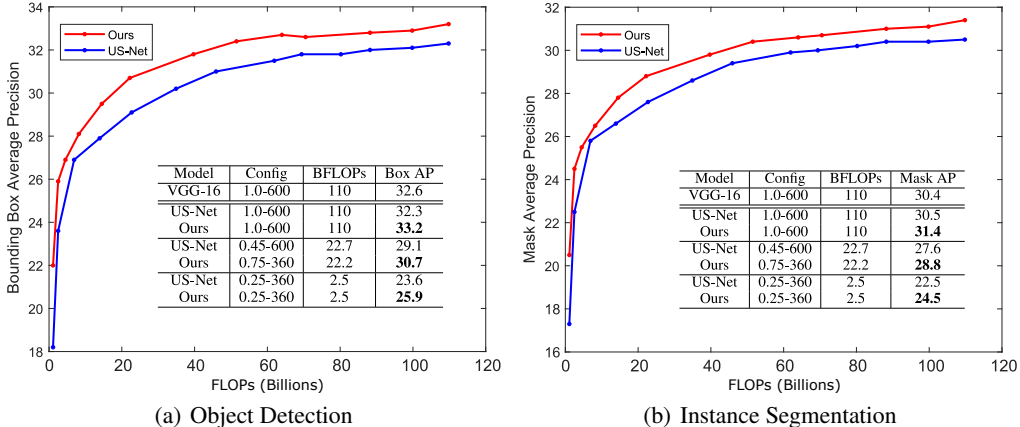 Bounding Box Average Precision
34
32
30
28
26
24
22
20
18
Ours
US-Net
Model Config BFLOPs Box AP
VGG-16 1.0-600 110 32.6
US-Net 1.0-600 110 32.3
Ours 1.0-600 110 33.2
US-Net 0.45-600 22.7 29.1
Ours 0.75-360 22.2 30.7
US-Net 0.25-360 2.5 23.6
Ours 0.25-360 2.5 25.9
0 20 40 60 80 100 120
FLOPs (Billions)
(a) Object Detection
Mask Average Precision
32
30
28
26
24
22
20
18
16
Ours
US-Net
Model Config BFLOPs Mask AP
VGG-16 1.0-600 110 30.4
US-Net 1.0-600 110 30.5
Ours 1.0-600 110 31.4
US-Net 0.45-600 22.7 27.6
Ours 0.75-360 22.2 28.8
US-Net 0.25-360 2.5 22.5
Ours 0.25-360 2.5 24.5
0 20 40 60 80 100 120
FLOPs (Billions)
(b) Instance Segmentation